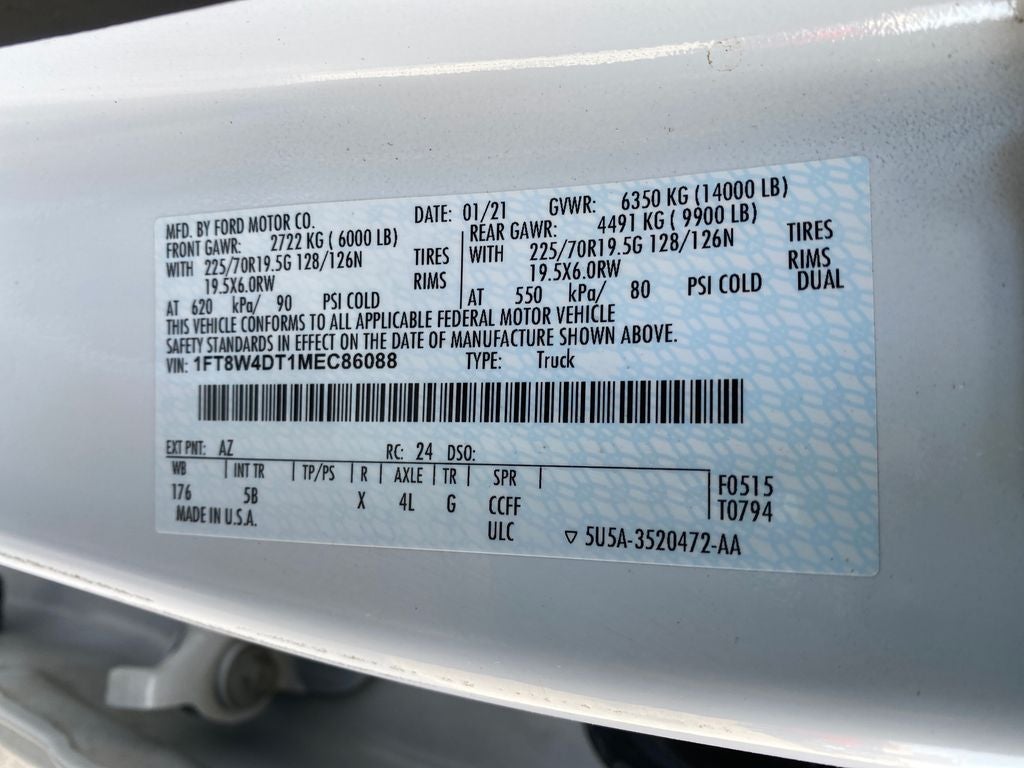 MFD. BY FORD MOTOR CO. DATE: 01/21 GVWR: 6350 KG (14000 LB)
FRONT GAWR: 2722 KG ( 6000 LB) REAR GAWR: 4491 KG ( 9900 LB)
WITH 225/70R19.5G 128/126N TIRES WITH 225/70R19.5G 128/126N TIRES
19.5X6.0RW RIMS 19.5X6.0RW RIMS
AT 620 kPa/ 90 PSI COLD AT 550 kPa/ 80 PSI COLD DUAL
THIS VEHICLE CONFORMS TO ALL APPLICABLE FEDERAL MOTOR VEHICLE
SAFETY STANDARDS IN EFFECT ON THE DATE OF MANUFACTURE SHOWN ABOVE.
VIN: 1FT8W4DT1MEC86088 TYPE: Truck
EXT PNT: AZ RC: 24 DSO:
WB INT TR TP/PS R AXLE TR SPR F0515
176 5B X 4L G CCFF T0794
MADE IN U.S.A. ULC ▽ 5U5A-3520472-AA